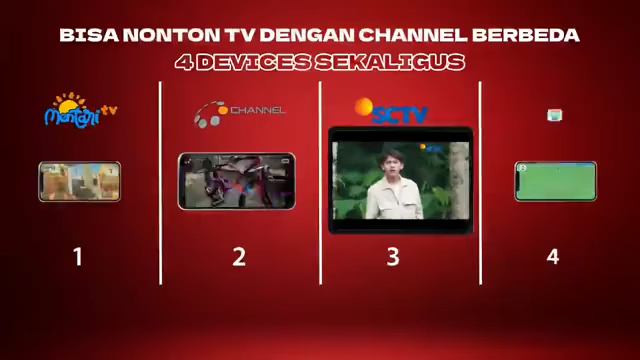 BISA NONTON TV DENGAN CHANNEL BERBEDA
4 DEVICES SEKALIGUS
Mentari tv
CHANNEL
SCTV
1
2
3
4